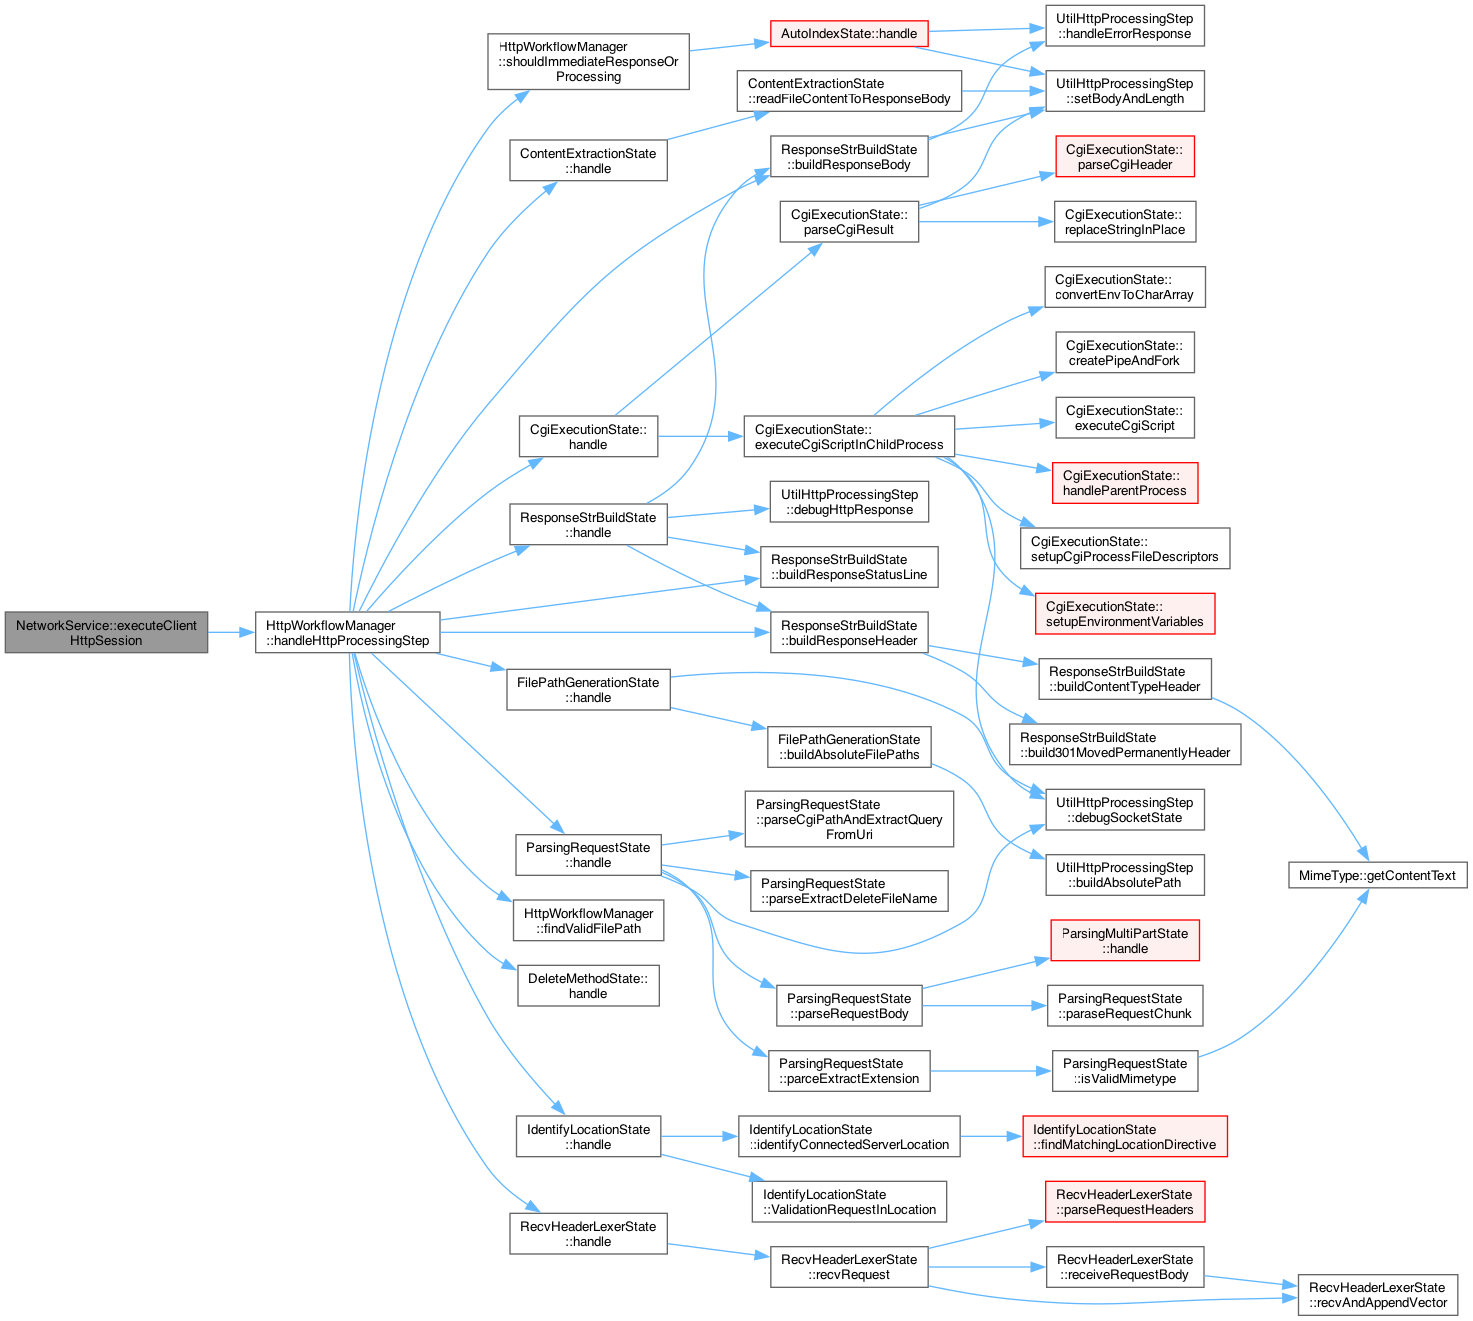 NetworkService::executeClient
HttpSession
HttpWorkflowManager
::handleHttpProcessingStep
HttpWorkflowManager
::shouldImmediateResponseOr
Processing
ContentExtractionState
::handle
CgiExecutionState::
handle
ResponseStrBuildState
::handle
FilePathGenerationState
::handle
ParsingRequestState
::handle
HttpWorkflowManager
::findValidFilePath
DeleteMethodState::
handle
IdentifyLocationState
::handle
RecvHeaderLexerState
::handle
AutoIndexState::handle
ContentExtractionState
::readFileContentToResponseBody
ResponseStrBuildState
::buildResponseBody
CgiExecutionState::
parseCgiResult
CgiExecutionState::
executeCgiScriptInChildProcess
UtilHttpProcessingStep
::debugHttpResponse
ResponseStrBuildState
::buildResponseStatusLine
ResponseStrBuildState
::buildResponseHeader
FilePathGenerationState
::buildAbsoluteFilePaths
ParsingRequestState
::parseCgiPathAndExtractQuery
FromUri
ParsingRequestState
::parseExtractDeleteFileName
ParsingRequestState
::parseRequestBody
ParsingRequestState
::parceExtractExtension
IdentifyLocationState
::identifyConnectedServerLocation
IdentifyLocationState
::ValidationRequestInLocation
RecvHeaderLexerState
::recvRequest
UtilHttpProcessingStep
::handleErrorResponse
UtilHttpProcessingStep
::setBodyAndLength
CgiExecutionState::
parseCgiHeader
CgiExecutionState::
replaceStringInPlace
CgiExecutionState::
convertEnvToCharArray
CgiExecutionState::
createPipeAndFork
CgiExecutionState::
executeCgiScript
CgiExecutionState::
handleParentProcess
CgiExecutionState::
setupCgiProcessFileDescriptors
CgiExecutionState::
setupEnvironmentVariables
ResponseStrBuildState
::buildContentTypeHeader
ResponseStrBuildState
::build301MovedPermanentlyHeader
UtilHttpProcessingStep
::debugSocketState
UtilHttpProcessingStep
::buildAbsolutePath
ParsingMultiPartState
::handle
ParsingRequestState
::paraseRequestChunk
ParsingRequestState
::isValidMimetype
IdentifyLocationState
::findMatchingLocationDirective
RecvHeaderLexerState
::parseRequestHeaders
RecvHeaderLexerState
::receiveRequestBody
MimeType::getContentText
RecvHeaderLexerState
::recvAndAppendVector